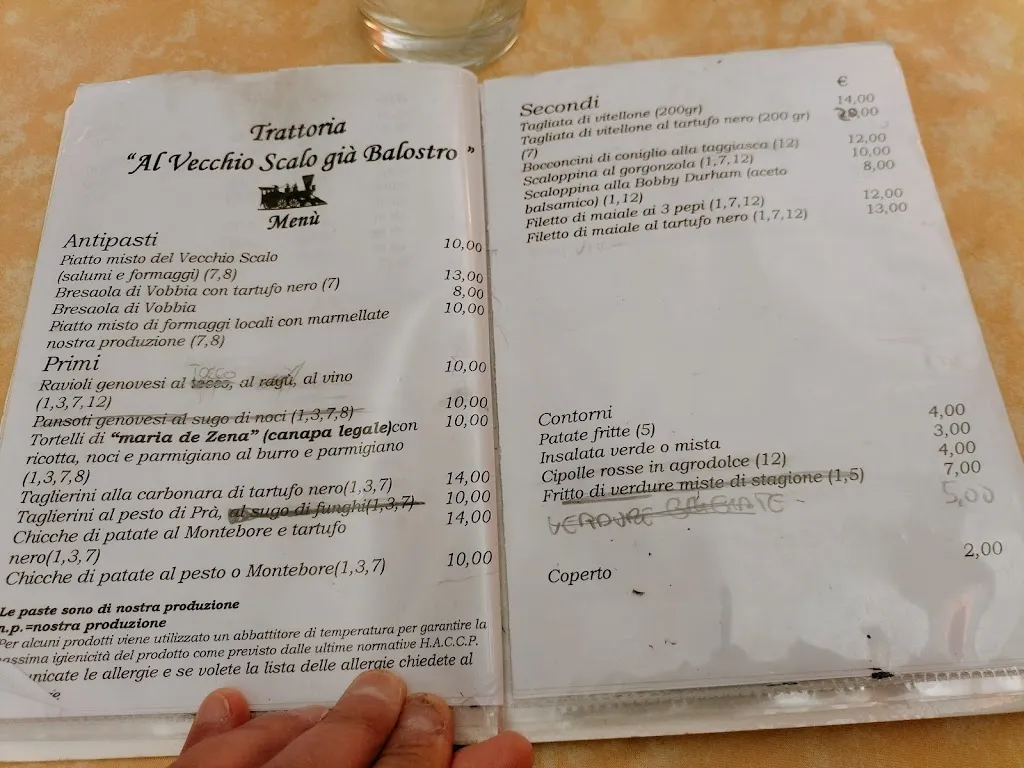 Trattoria
"Al Vecchio Scalo già Balostro"
Menù
Antipasti
Piatto misto del Vecchio Scalo 10,00
(salumi e formaggi) (7,8)
Bresaola di Vobbia con tartufo nero (7) 13,00
Bresaola di Vobbia 8,00
Piatto misto di formaggi locali con marmellate 10,00
nostra produzione (7,8)
Primi
TOCCO
Ravioli genovesi al tocco, al ragù, al vino 10,00
(1,3,7,12)
Pansoti genovesi al sugo di noci (1,3,7,8) 10,00
Tortelli di "maria de Zena" (canapa legale)con 10,00
ricotta, noci e parmigiano al burro e parmigiano
(1,3,7,8)
Taglierini alla carbonara di tartufo nero(1,3,7) 14,00
Taglierini al pesto di Prà, al sugo di funghi(1,3,7) 10,00
Chicche di patate al Montebore e tartufo 14,00
nero(1,3,7)
Chicche di patate al pesto o Montebore(1,3,7) 10,00
Le paste sono di nostra produzione
n.p.=nostra produzione
Per alcuni prodotti viene utilizzato un abbattitore di temperatura per garantire la
massima igienicità del prodotto come previsto dalle ultime normative H.A.C.C.P.
le allergie e se volete la lista delle allergie chiedete al
€
Secondi
Tagliata di vitellone (200gr) 14,00
Tagliata di vitellone al tartufo nero (200 gr) 20,00
(7)
Bocconcini di coniglio alla taggiasca (12) 12,00
Scaloppina al gorgonzola (1,7,12) 10,00
Scaloppina alla Bobby Durham (aceto 8,00
balsamico) (1,12)
Filetto di maiale ai 3 pepi (1,7,12) 12,00
Filetto di maiale al tartufo nero (1,7,12) 13,00
Contorni
Patate fritte (5) 4,00
Insalata verde o mista 3,00
Cipolle rosse in agrodolce (12) 4,00
Fritto di verdure miste di stagione (1,5) 7,00
VERDURE 5,00
Coperto 2,00